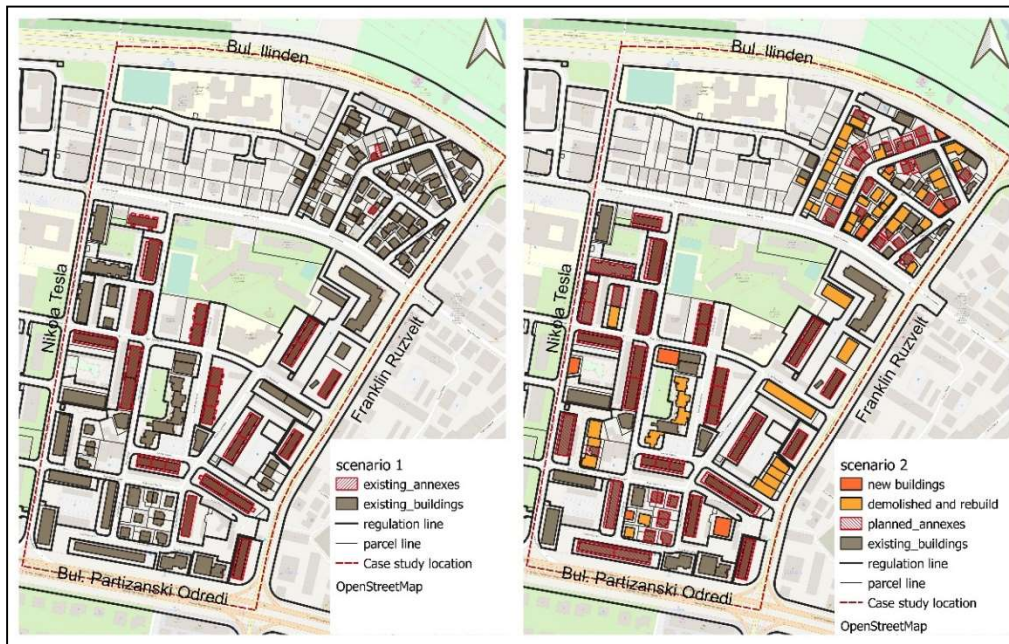 Bul. Ilinden
Nikola Tesla
Franklin Ruzvelt
Bul. Partizanski Odredi
scenario 1
existing_annexes
existing_buildings
regulation line
parcel line
Case study location
OpenStreetMap
Bul. Ilinden
Nikola Tesla
Franklin Ruzvelt
Bul. Partizanski Odredi
scenario 2
new buildings
demolished and rebuild
planned_annexes
existing_buildings
regulation line
parcel line
Case study location
OpenStreetMap